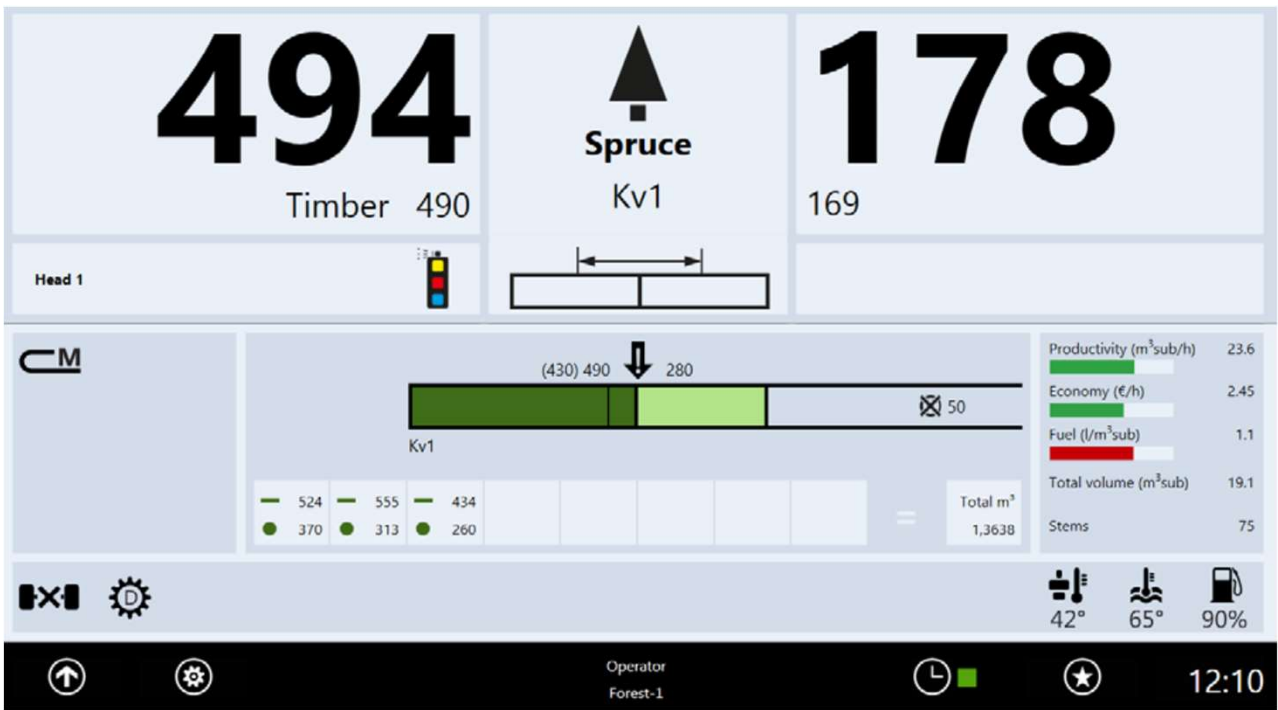 494
Timber 490
Spruce
Kv1
178
169
Head 1
M
(430) 490
280
50
Kv1
524 555 434
370 313 260
=
Total m³
1,3638
Productivity (m³sub/h) 23.6
Economy (€/h) 2.45
Fuel (l/m³sub) 1.1
Total volume (m³sub) 19.1
Stems 75
D
42° 65° 90%
Operator
Forest-1
12:10